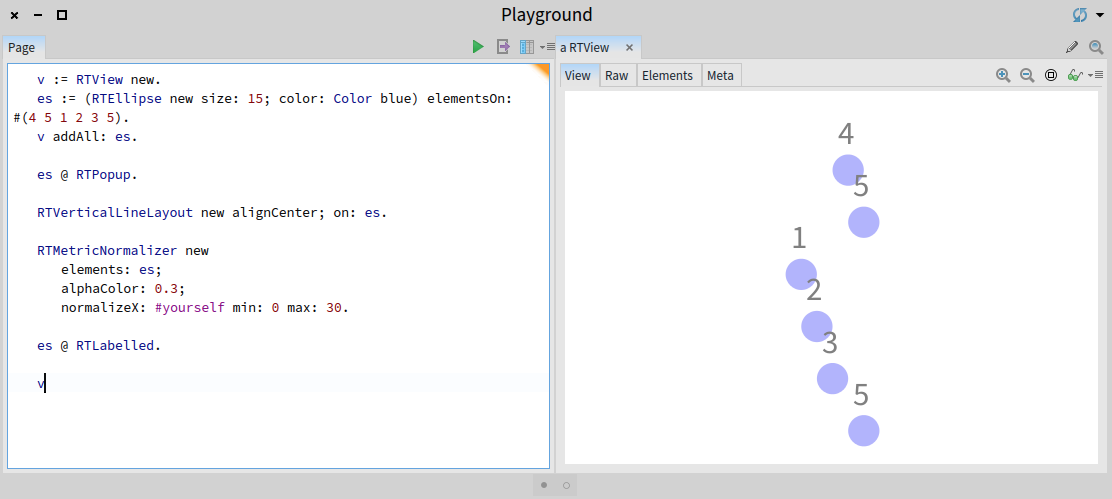 Playground
Page
v := RTView new.
es := (RTEllipse new size: 15; color: Color blue) elementsOn:
#(4 5 1 2 3 5).
v addAll: es.
es @ RTPopup.
RTVerticalLineLayout new alignCenter; on: es.
RTMetricNormalizer new
elements: es;
alphaColor: 0.3;
normalizeX: #yourself min: 0 max: 30.
es @ RTLabelled.
v
a RTView
View Raw Elements Meta
4
5
1
2
3
5